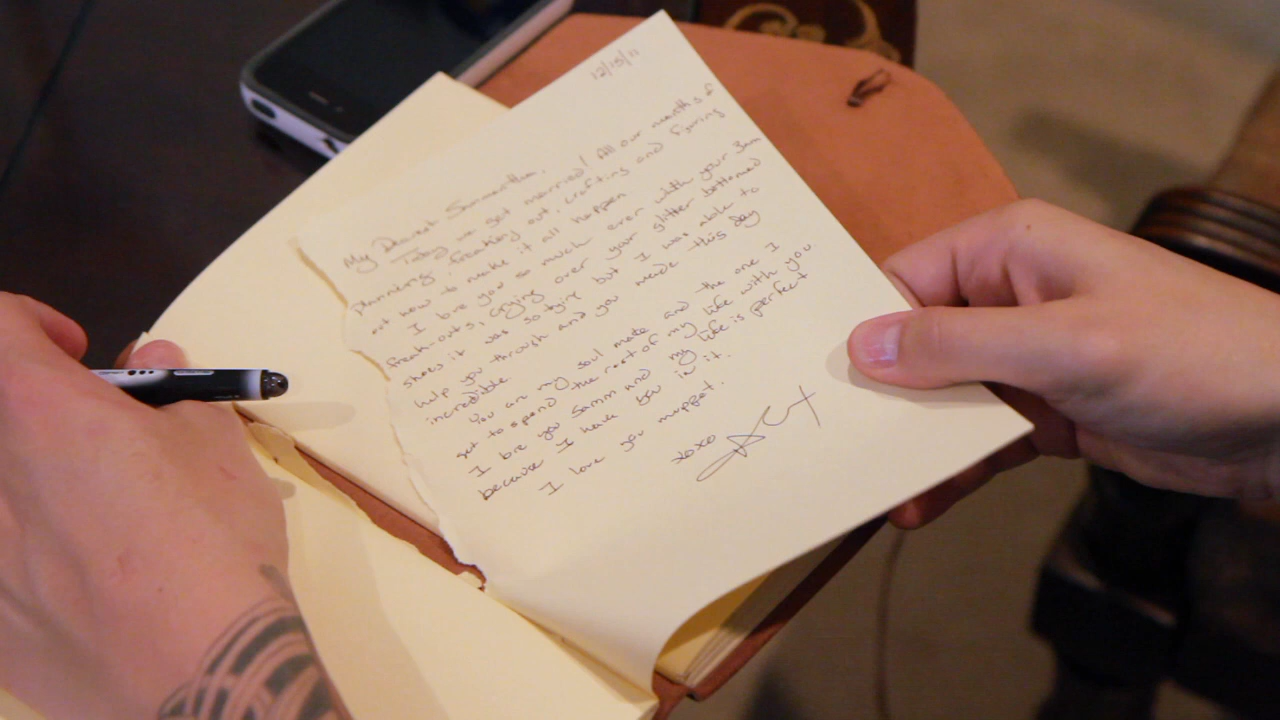 12/15/11
My Dearest Sammantha,
Today we get married! All our months of
planning, freaking out, crafting and figuring
out how to make it all happen
I love you so much even with your 3am
freak-outs, crying over your glitter bottomed
shoes it was so tying but I was able to
help you through and you made this day
incredible
You are my soul mate and the one I
get to spend the rest of my life with you
I love you Samm and my life is perfect
because I have you in it.
I love you muppet.
xoxo